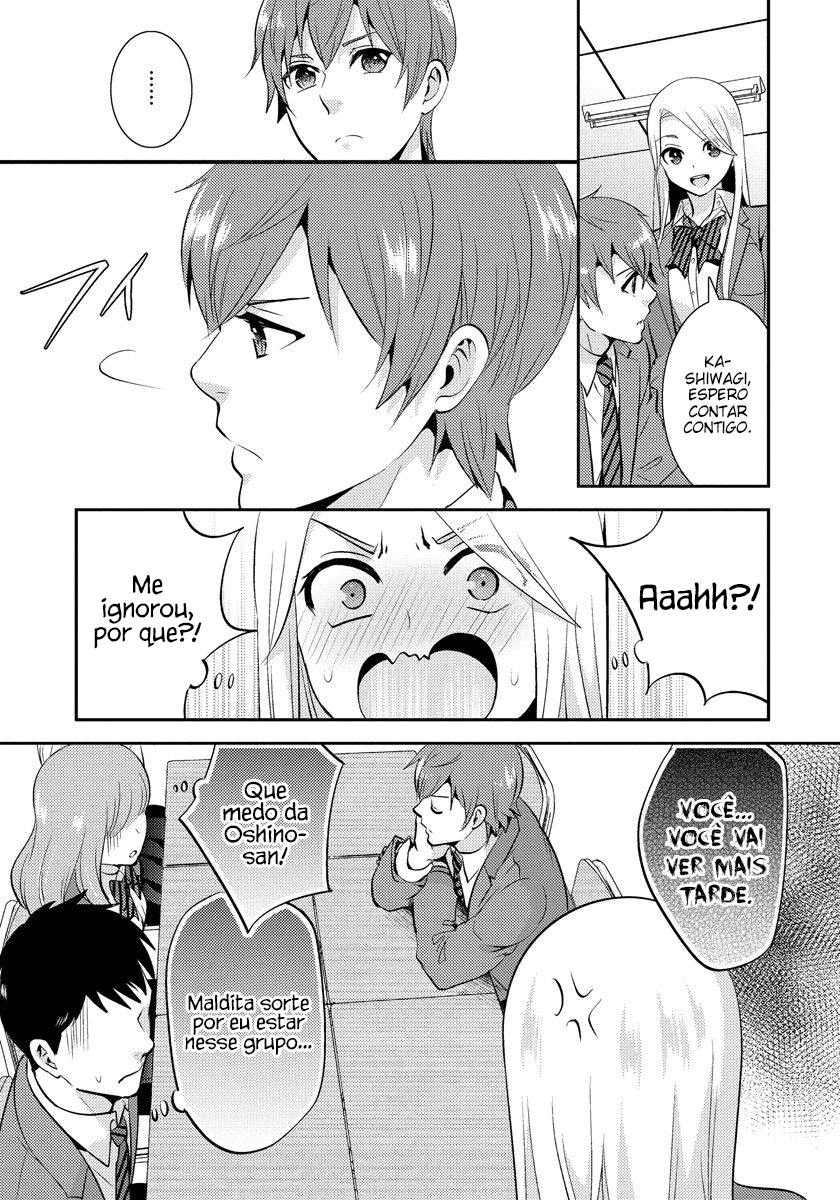 KA-
SHIWAGI,
ESPERO
CONTAR
CONTIGO.
......
フイ
Aaahh?!
Me
ignorou,
por que?!
VOCÊ...
VOCÊ VAI
VER MAIS
TARDE.
Que
medo da
Oshino-
san!
Maldita sorte
por eu estar
nesse grupo...